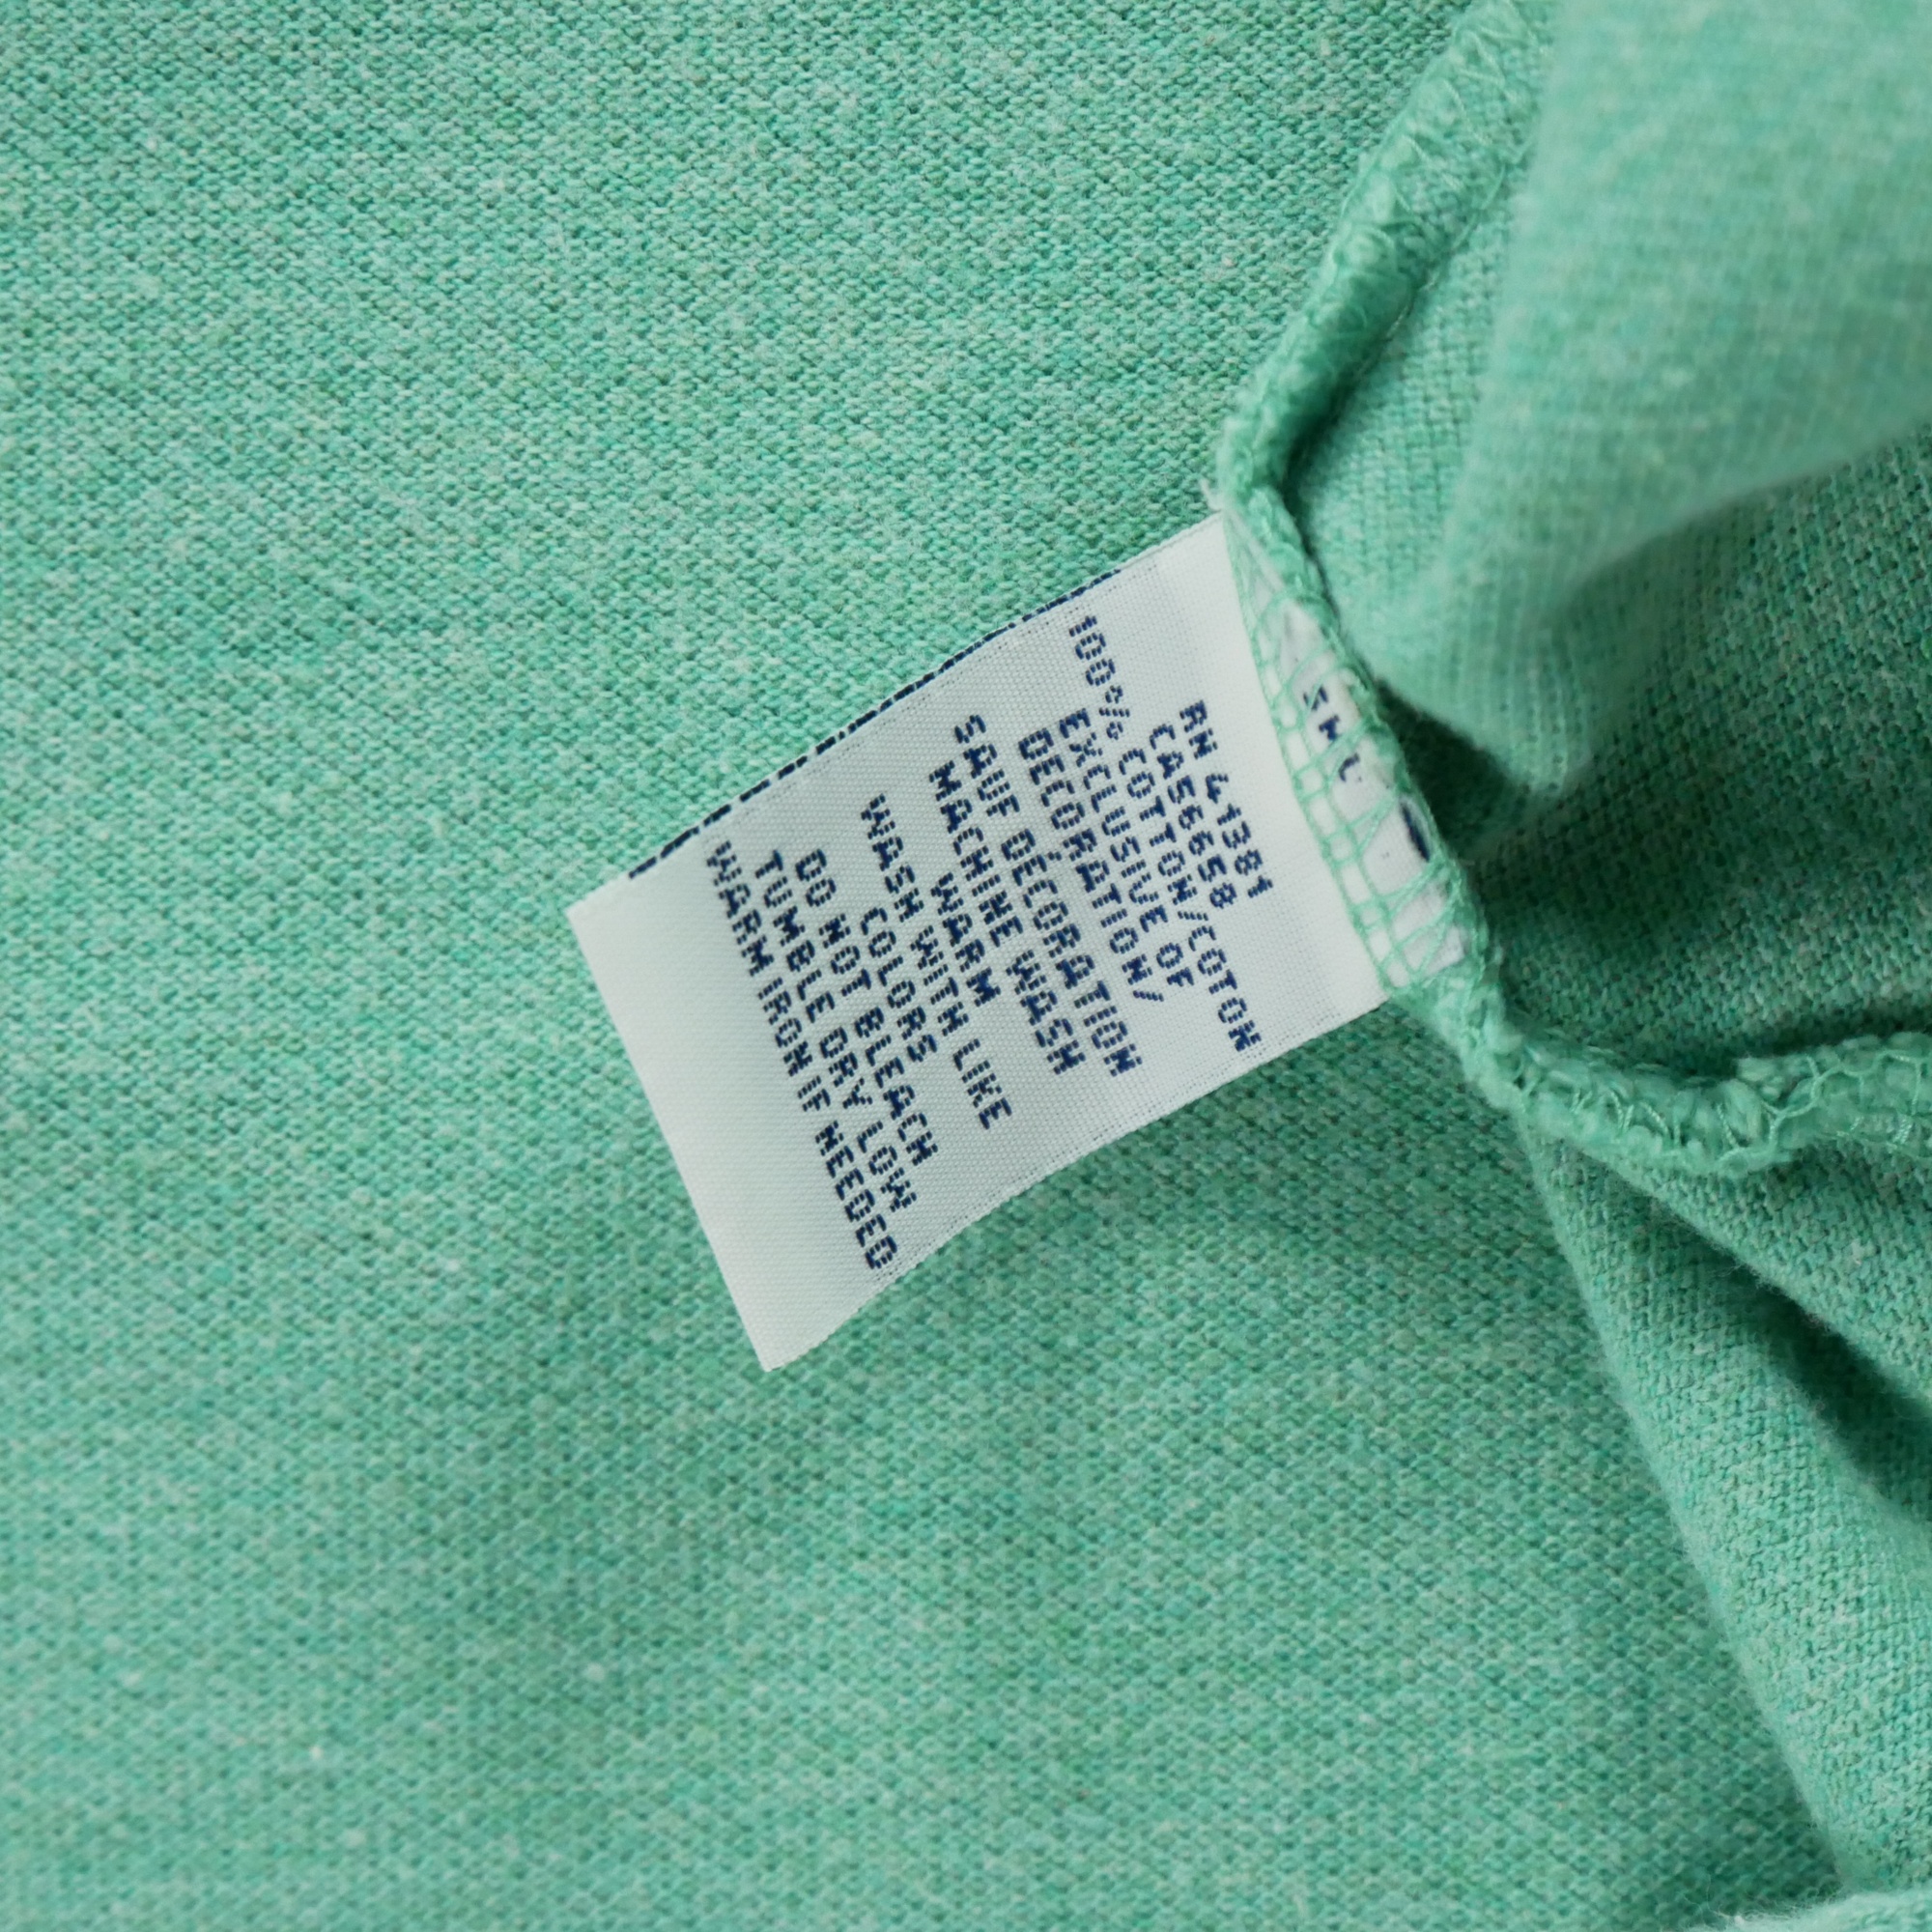 RN 41381
CA56658
100% COTTON/COTON
EXCLUSIVE OF
DECORATION/
SAUF DÉCORATION
MACHINE WASH
WARM
WASH WITH LIKE
COLORS
DO NOT BLEACH
TUMBLE DRY LOW
WARM IRON IF NEEDED